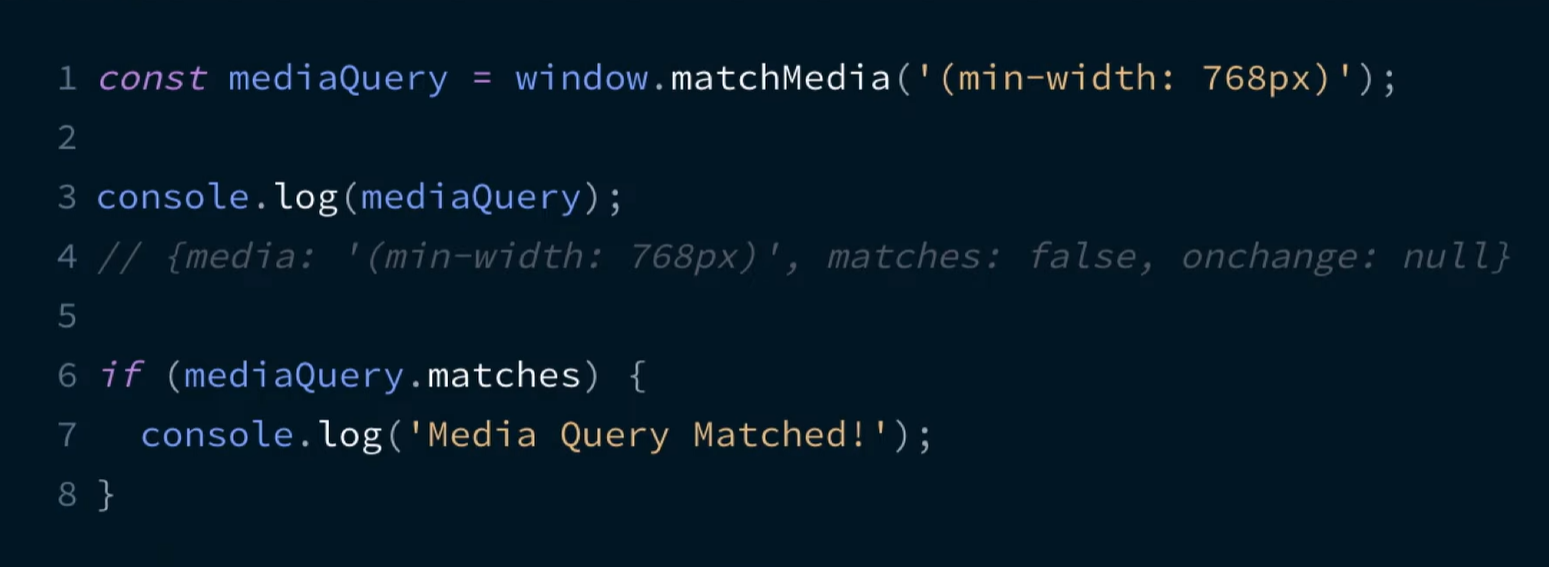 1 const mediaQuery = window.matchMedia('(min-width: 768px)');
2
3 console.log(mediaQuery);
4 // {media: '(min-width: 768px)', matches: false, onchange: null}
5
6 if (mediaQuery.matches) {
7   console.log('Media Query Matched!');
8 }